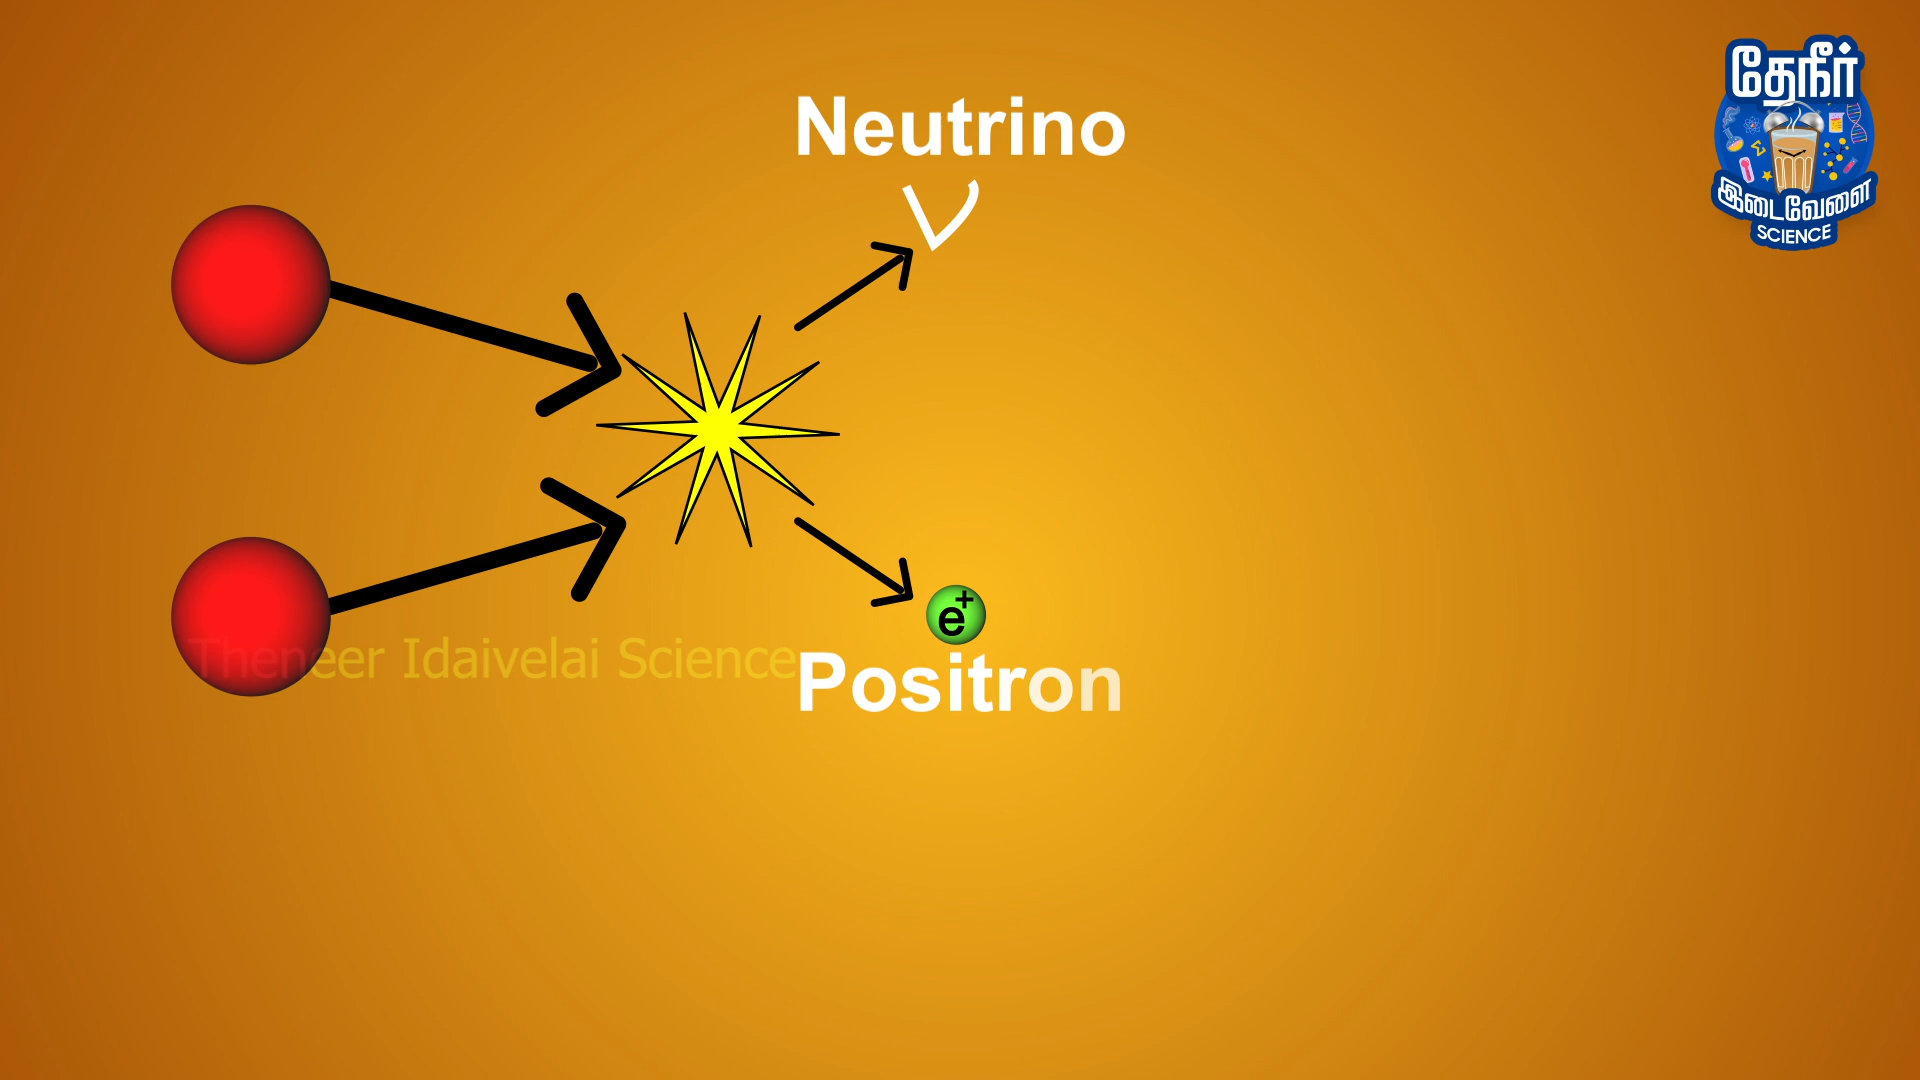 Neutrino
ν
தேநீர்
இடைவேளை
SCIENCE
e+
Theneer Idaivelai Science
Positron